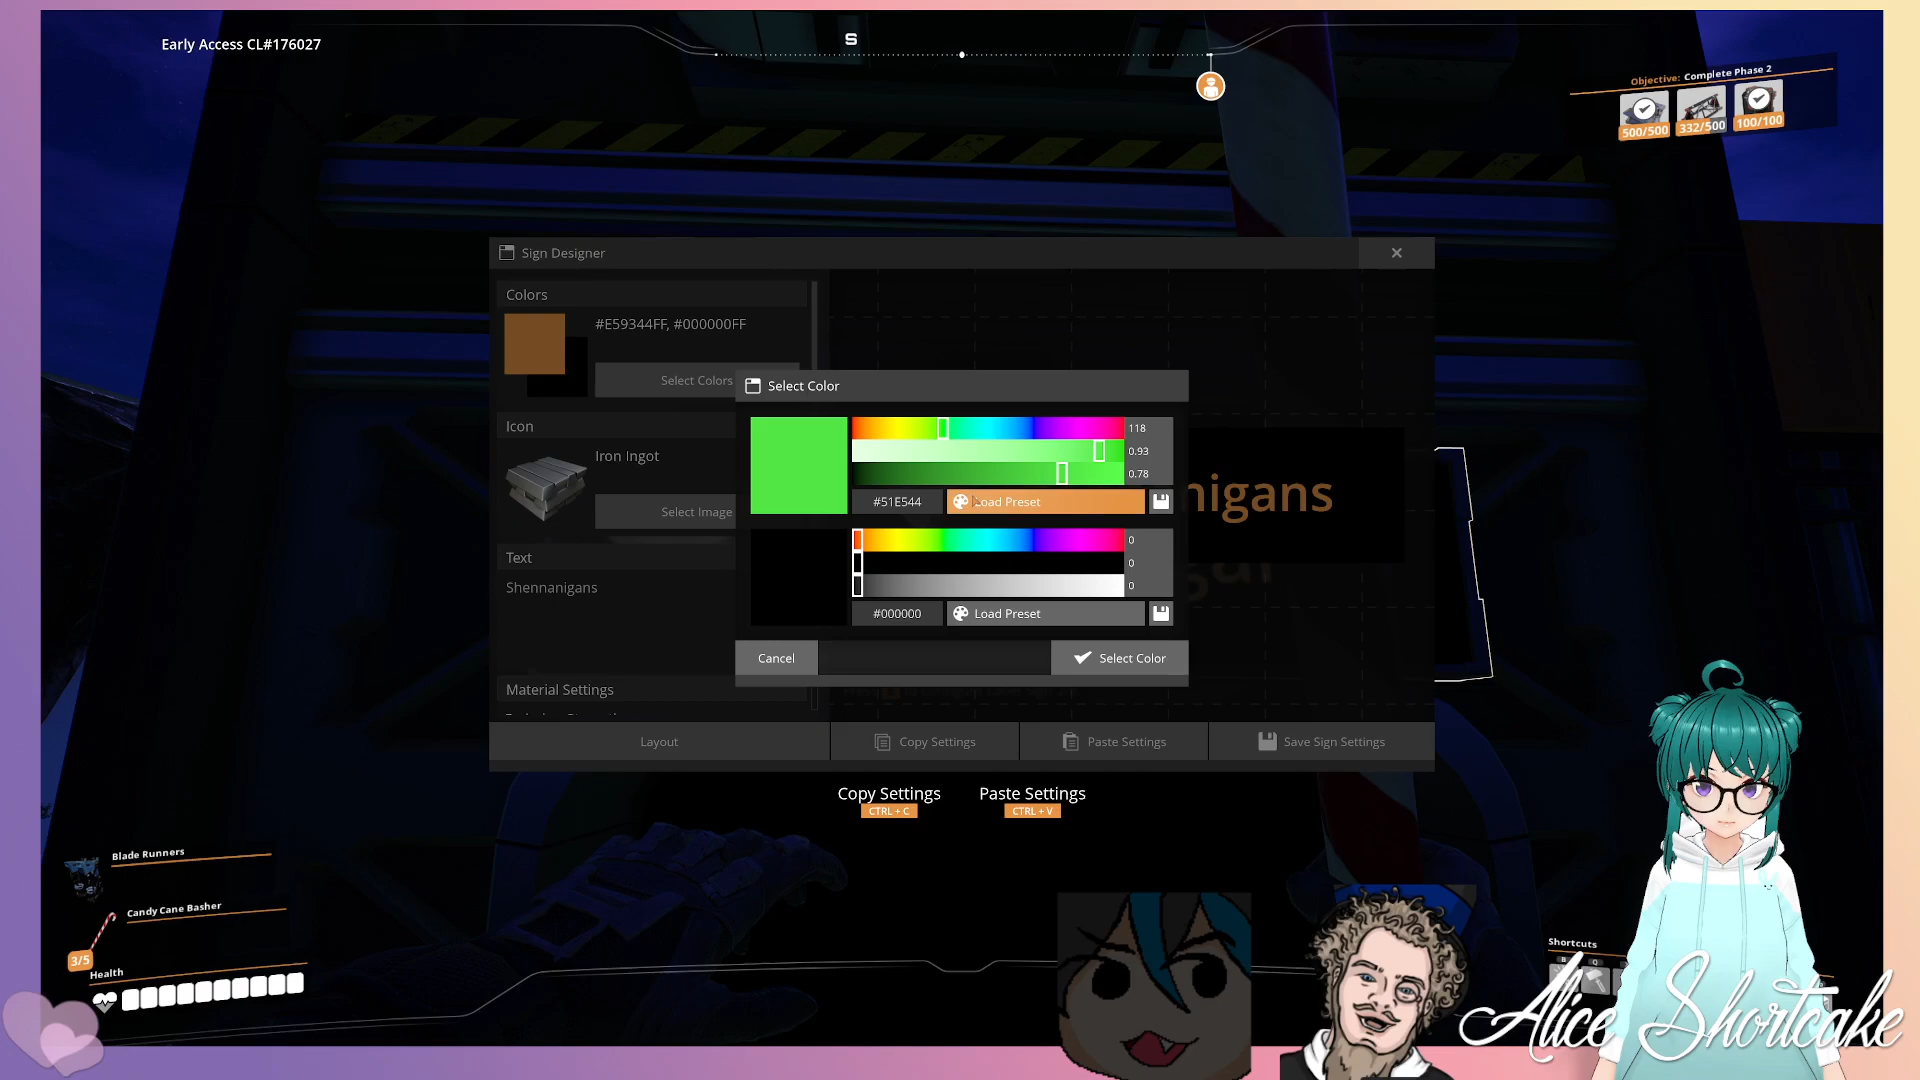 Early Access CL#176027
S
Objective: Complete Phase 2
500/500
332/500
100/100
Sign Designer
Colors
#E59344FF, #000000FF
Select Colors
Select Color
118
0.93
0.78
#51E544
Load Preset
Icon
Iron Ingot
Select Image
nigans
0
0
0
#000000
Load Preset
Text
Shennanigans
Cancel
Select Color
Material Settings
Layout
Copy Settings
Paste Settings
Save Sign Settings
Copy Settings
CTRL + C
Paste Settings
CTRL + V
Blade Runners
Candy Cane Basher
3/5
Health
Shortcuts
B
Q
Alice Shortcake